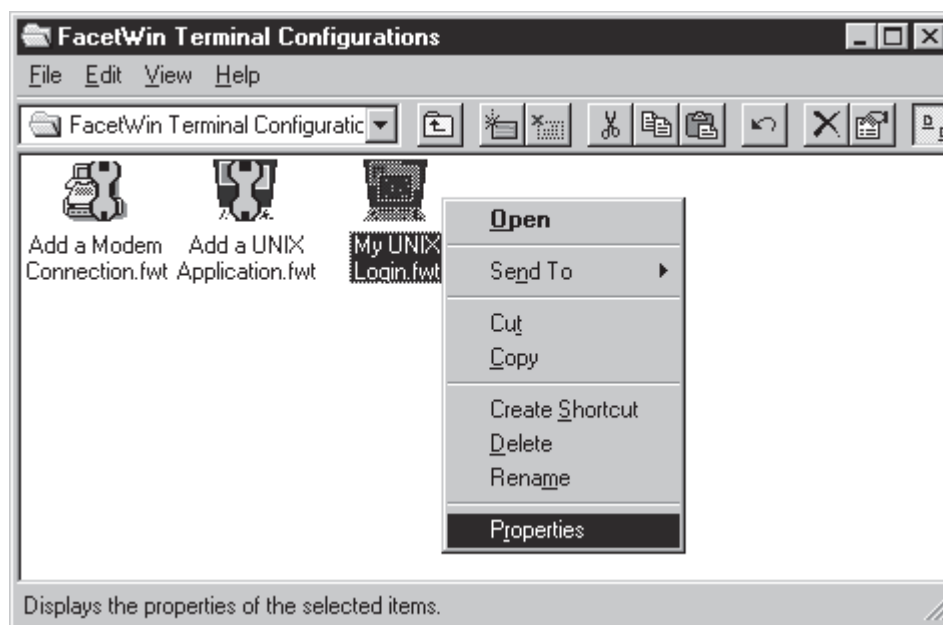 FacetWin Terminal Configurations
File Edit View Help
FacetWin Terminal Configuratic
Add a Modem
Connection.fwt
Add a UNIX
Application.fwt
My UNIX
Login.fwt
Open
Send To
Cut
Copy
Create Shortcut
Delete
Rename
Properties
Displays the properties of the selected items.